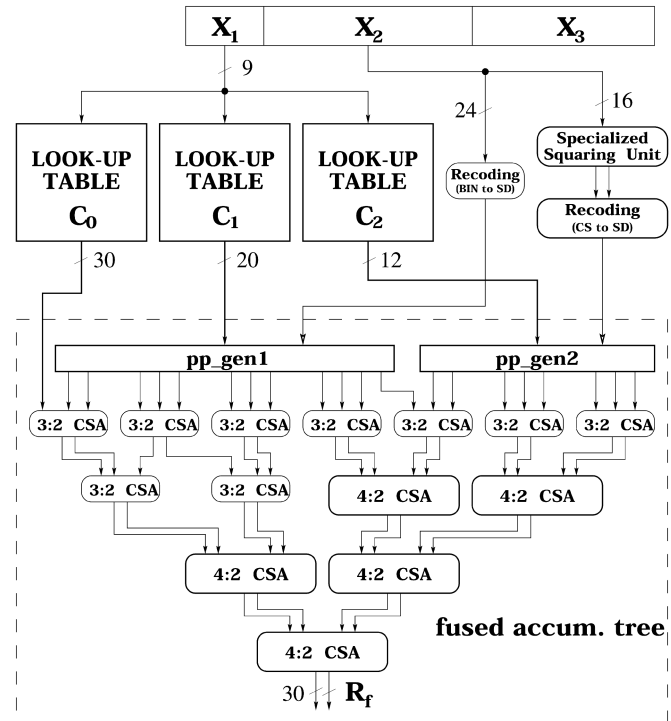 X1 X2 X3
9
24
16
LOOK-UP
TABLE
C0
LOOK-UP
TABLE
C1
LOOK-UP
TABLE
C2
Recoding
(BIN to SD)
Specialized
Squaring Unit
Recoding
(CS to SD)
30
20
12
pp_gen1
pp_gen2
3:2 CSA
3:2 CSA
3:2 CSA
3:2 CSA
3:2 CSA
3:2 CSA
3:2 CSA
3:2 CSA
3:2 CSA
4:2 CSA
4:2 CSA
4:2 CSA
4:2 CSA
fused accum. tree
4:2 CSA
30 Rf